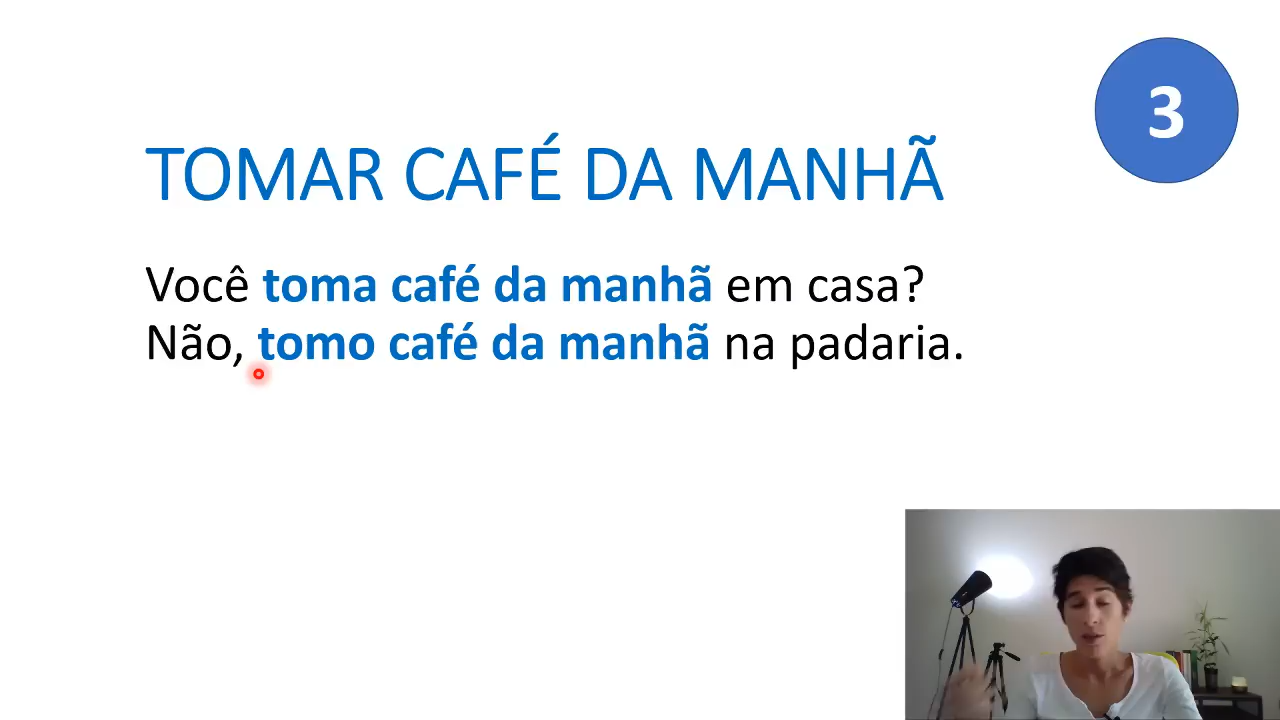 3
TOMAR CAFÉ DA MANHÃ
Você toma café da manhã em casa?
Não, tomo café da manhã na padaria.